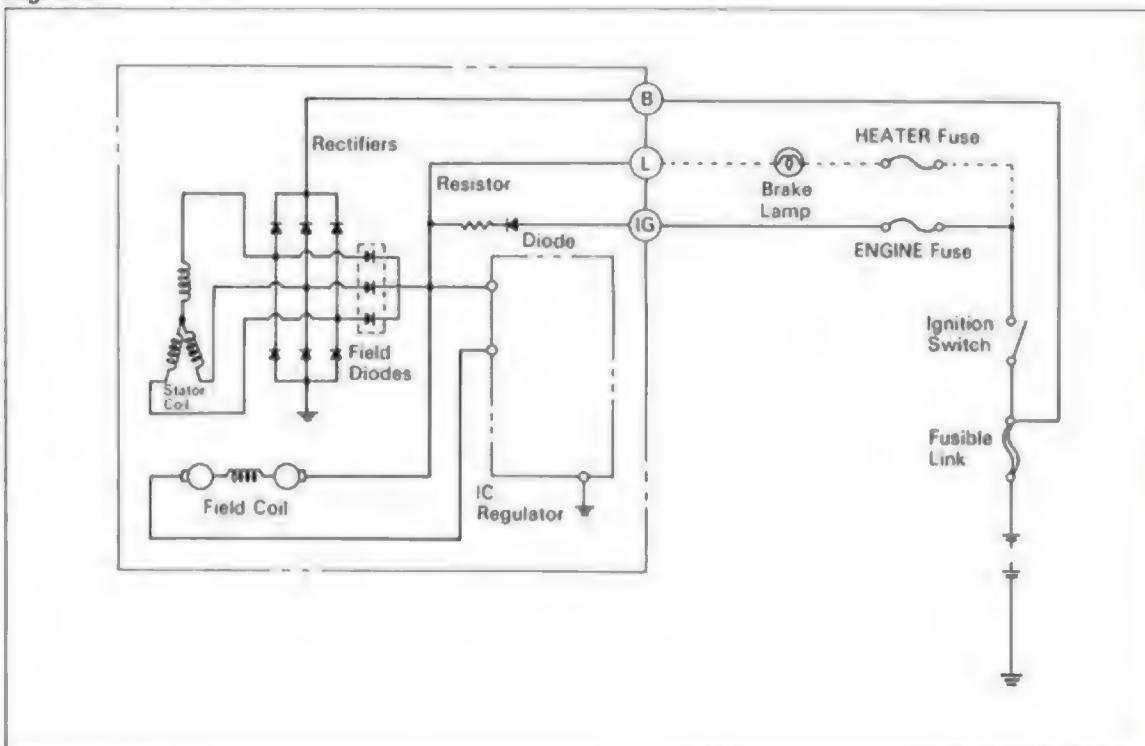 B
HEATER Fuse
Rectifiers
L
Resistor
Brake
Lamp
IG
Diode
ENGINE Fuse
Ignition
Switch
Field
Diodes
Stator
Coil
Fusible
Link
IC
Regulator
Field Coil